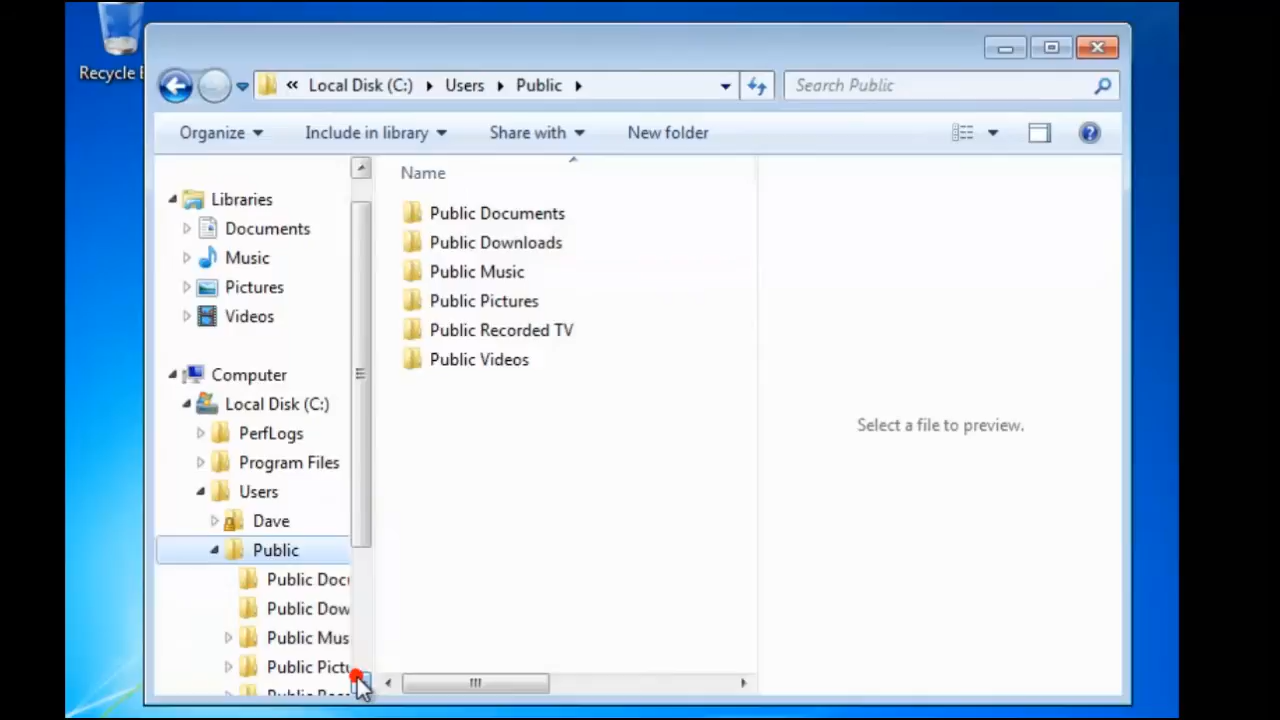 Recycle
« Local Disk (C:) Users Public
Search Public
Organize Include in library Share with New folder
Libraries
Documents
Music
Pictures
Videos
Computer
Local Disk (C:)
PerfLogs
Program Files
Users
Dave
Public
Public Docu
Public Dow
Public Mus
Public Pictu
Public
Name
Public Documents
Public Downloads
Public Music
Public Pictures
Public Recorded TV
Public Videos
Select a file to preview.